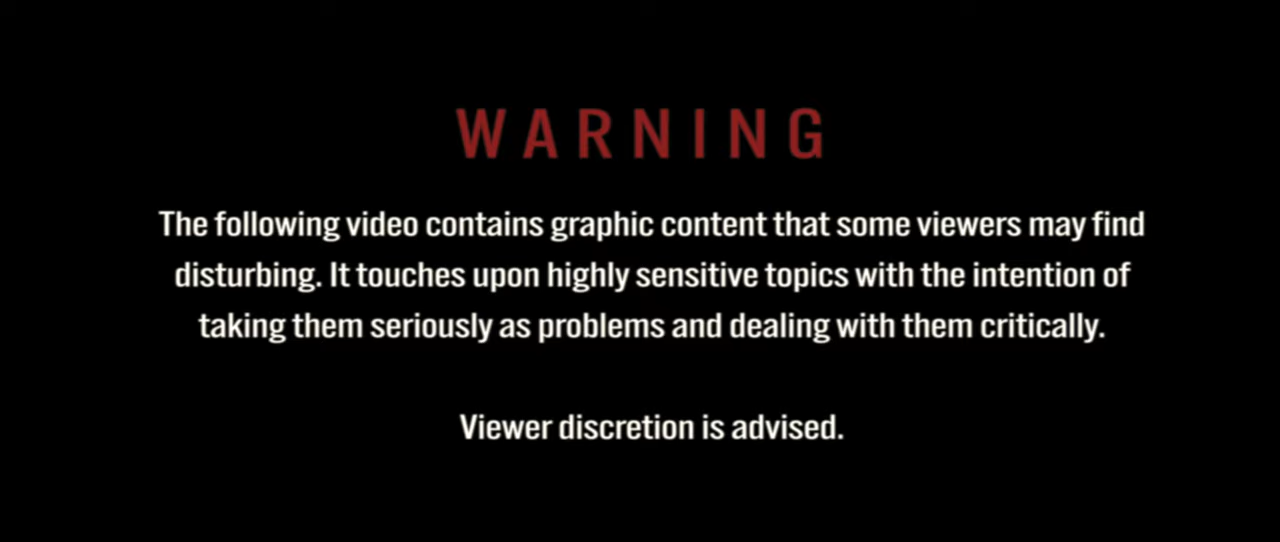 WARNING
The following video contains graphic content that some viewers may find
disturbing. It touches upon highly sensitive topics with the intention of
taking them seriously as problems and dealing with them critically.
Viewer discretion is advised.